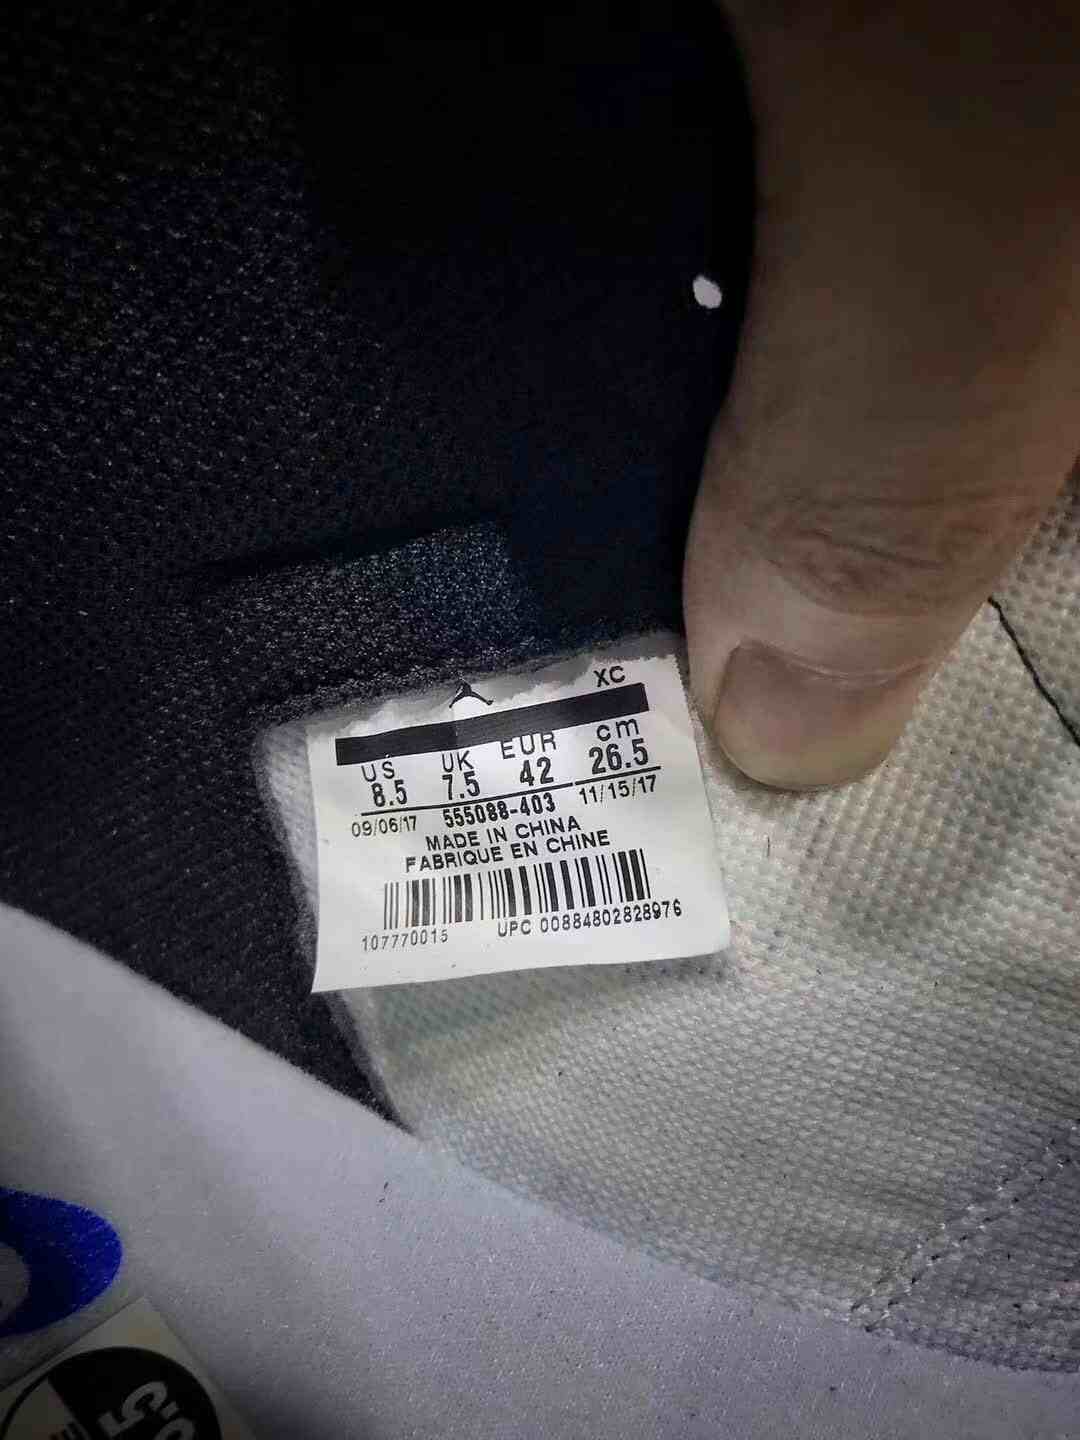 XC
US UK EUR cm
8.5 7.5 42 26.5
09/06/17 555088-403 11/15/17
MADE IN CHINA
FABRIQUE EN CHINE
107770015 UPC 00884802828976